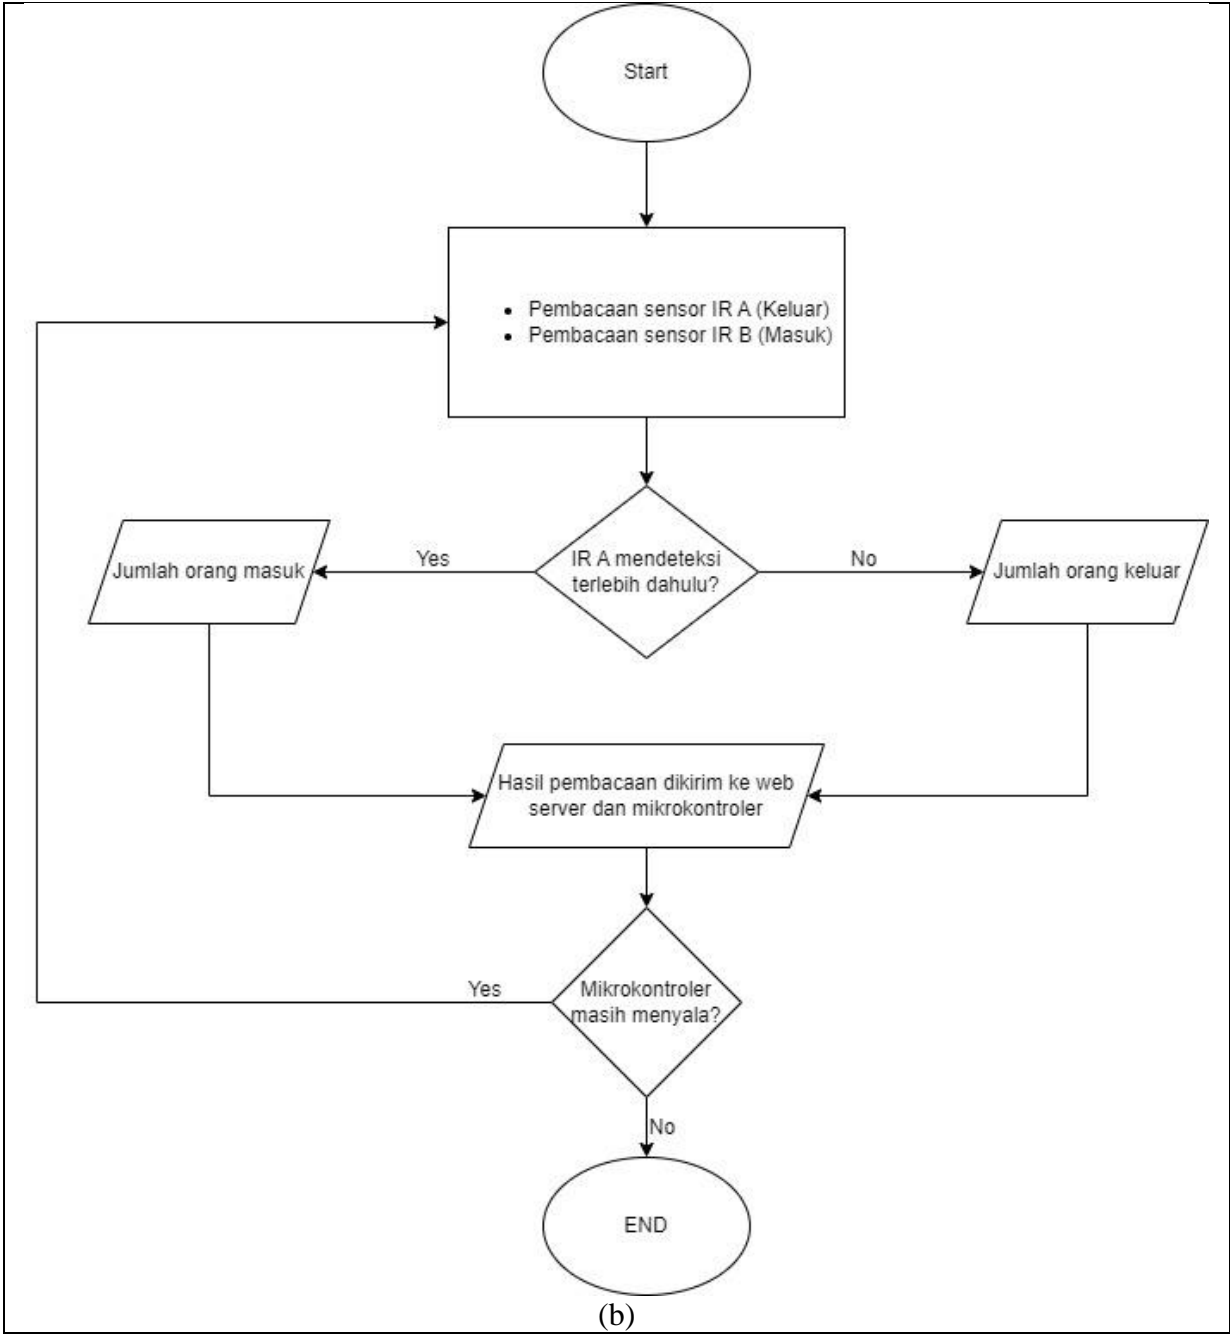 Start
• Pembacaan sensor IR A (Keluar)
• Pembacaan sensor IR B (Masuk)
IR A mendeteksi
terlebih dahulu?
Yes
No
Jumlah orang masuk
Jumlah orang keluar
Hasil pembacaan dikirim ke web
server dan mikrokontroler
Mikrokontroler
masih menyala?
Yes
No
END
(b)